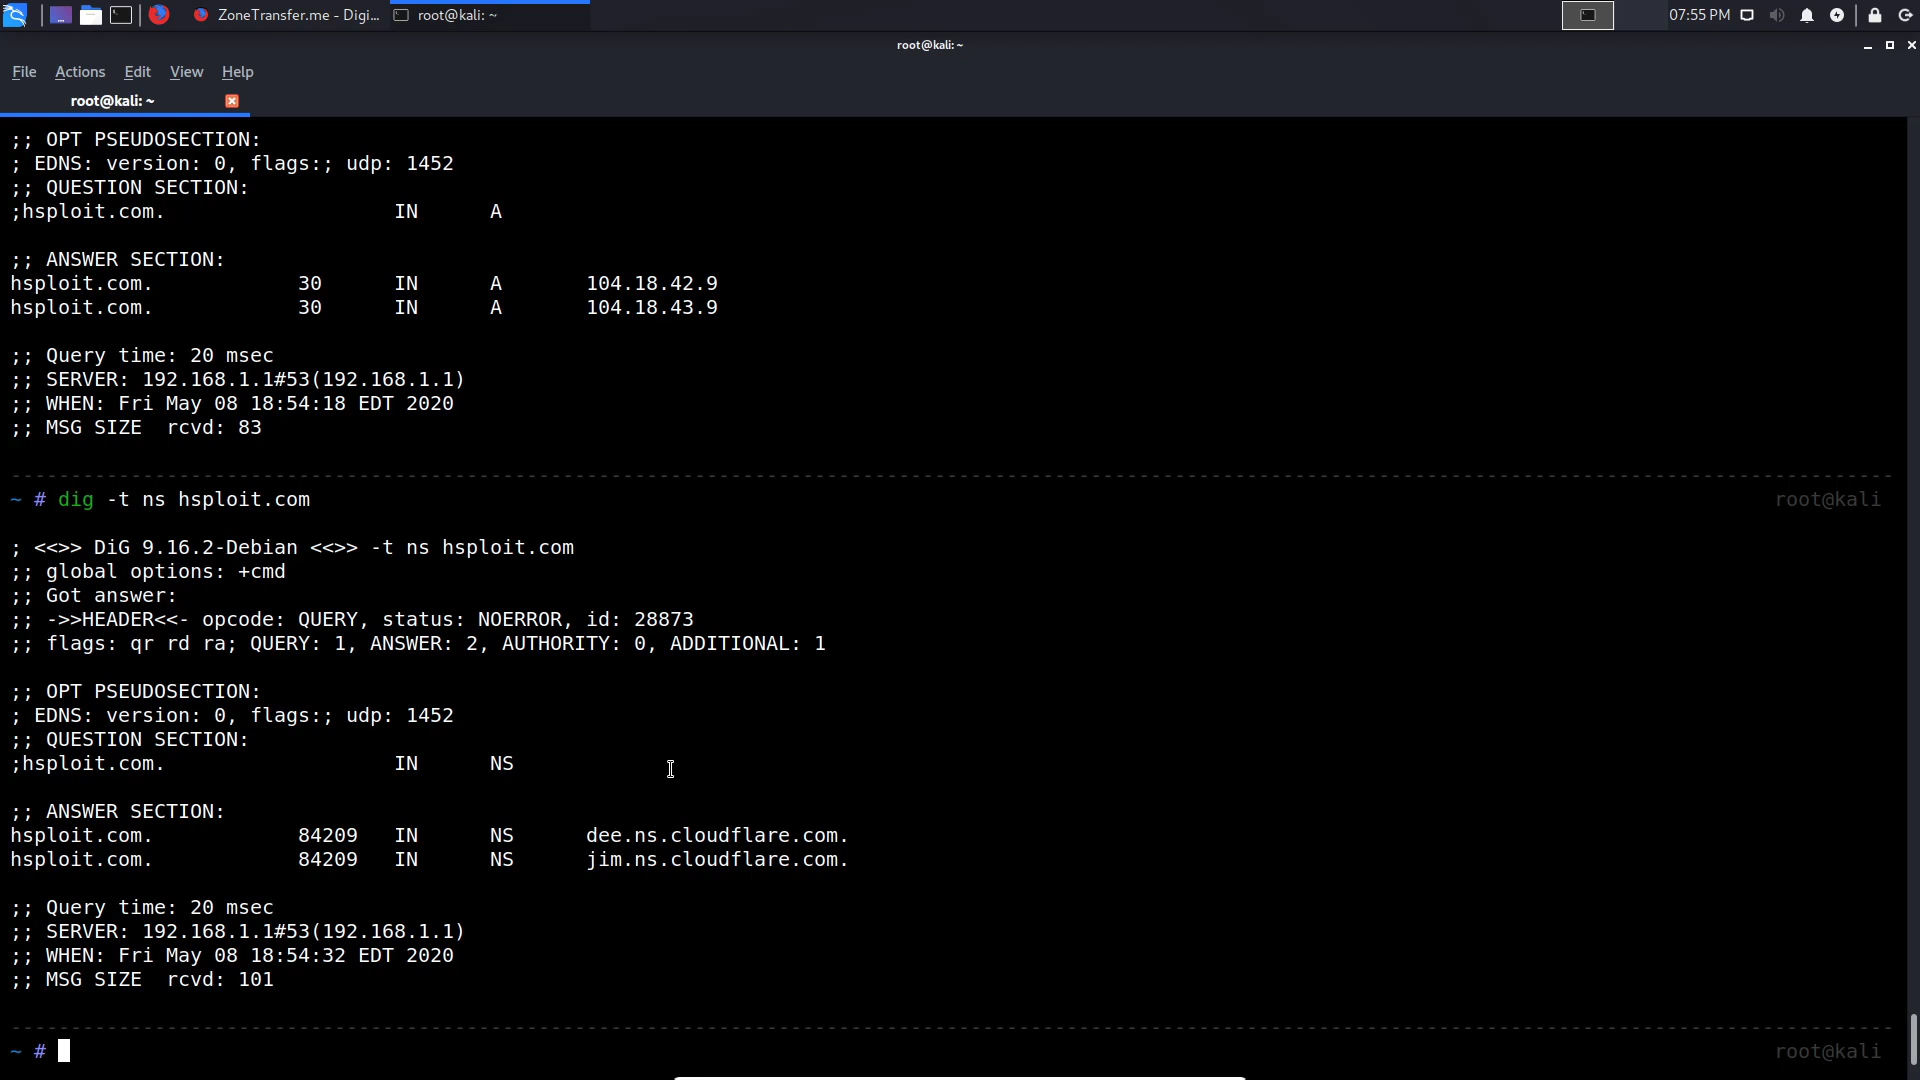 ZoneTransfer.me - Digi...
root@kali: ~
07:55 PM
root@kali: ~
File Actions Edit View Help
root@kali: ~
;; OPT PSEUDOSECTION:
; EDNS: version: 0, flags:; udp: 1452
;; QUESTION SECTION:
;hsploit.com. IN A
;; ANSWER SECTION:
hsploit.com. 30 IN A 104.18.42.9
hsploit.com. 30 IN A 104.18.43.9
;; Query time: 20 msec
;; SERVER: 192.168.1.1#53(192.168.1.1)
;; WHEN: Fri May 08 18:54:18 EDT 2020
;; MSG SIZE  rcvd: 83
~ # dig -t ns hsploit.com root@kali
; <<>> DiG 9.16.2-Debian <<>> -t ns hsploit.com
;; global options: +cmd
;; Got answer:
;; ->>HEADER<<- opcode: QUERY, status: NOERROR, id: 28873
;; flags: qr rd ra; QUERY: 1, ANSWER: 2, AUTHORITY: 0, ADDITIONAL: 1
;; OPT PSEUDOSECTION:
; EDNS: version: 0, flags:; udp: 1452
;; QUESTION SECTION:
;hsploit.com. IN NS
;; ANSWER SECTION:
hsploit.com. 84209 IN NS dee.ns.cloudflare.com.
hsploit.com. 84209 IN NS jim.ns.cloudflare.com.
;; Query time: 20 msec
;; SERVER: 192.168.1.1#53(192.168.1.1)
;; WHEN: Fri May 08 18:54:32 EDT 2020
;; MSG SIZE  rcvd: 101
~ # root@kali